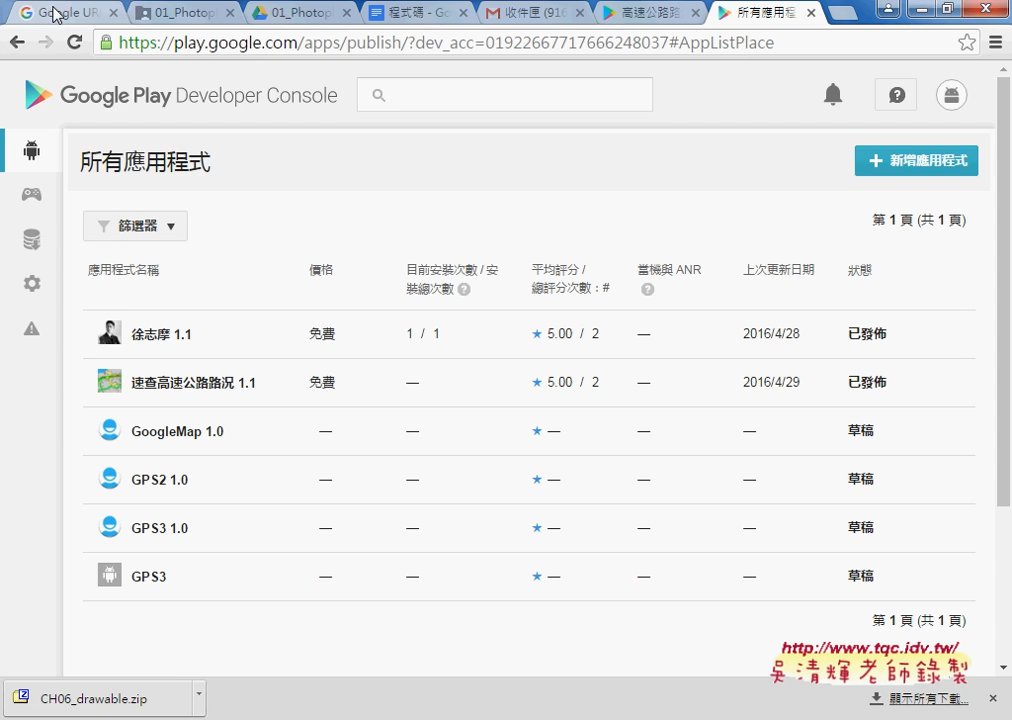 Google UR
01_Photop
01_Photop
程式碼 - Go
收件匣 (916
高速公路路
所有應用程
https://play.google.com/apps/publish/?dev_acc=01922667717666248037#AppListPlace
Google Play Developer Console
所有應用程式
+ 新增應用程式
篩選器 ▼
第 1 頁 (共 1 頁)
應用程式名稱 價格 目前安裝次數 / 安裝總次數 平均評分 / 總評分次數：# 當機與 ANR 上次更新日期 狀態
徐志摩 1.1 免費 1 / 1 ★ 5.00 / 2 — 2016/4/28 已發佈
速查高速公路路況 1.1 免費 — ★ 5.00 / 2 — 2016/4/29 已發佈
GoogleMap 1.0 — — ★ — — — 草稿
GPS2 1.0 — — ★ — — — 草稿
GPS3 1.0 — — ★ — — — 草稿
GPS3 — — ★ — — — 草稿
第 1 頁 (共 1 頁)
http://www.tqc.idv.tw/
吳清輝老師錄製
CH06_drawable.zip
顯示所有下載...